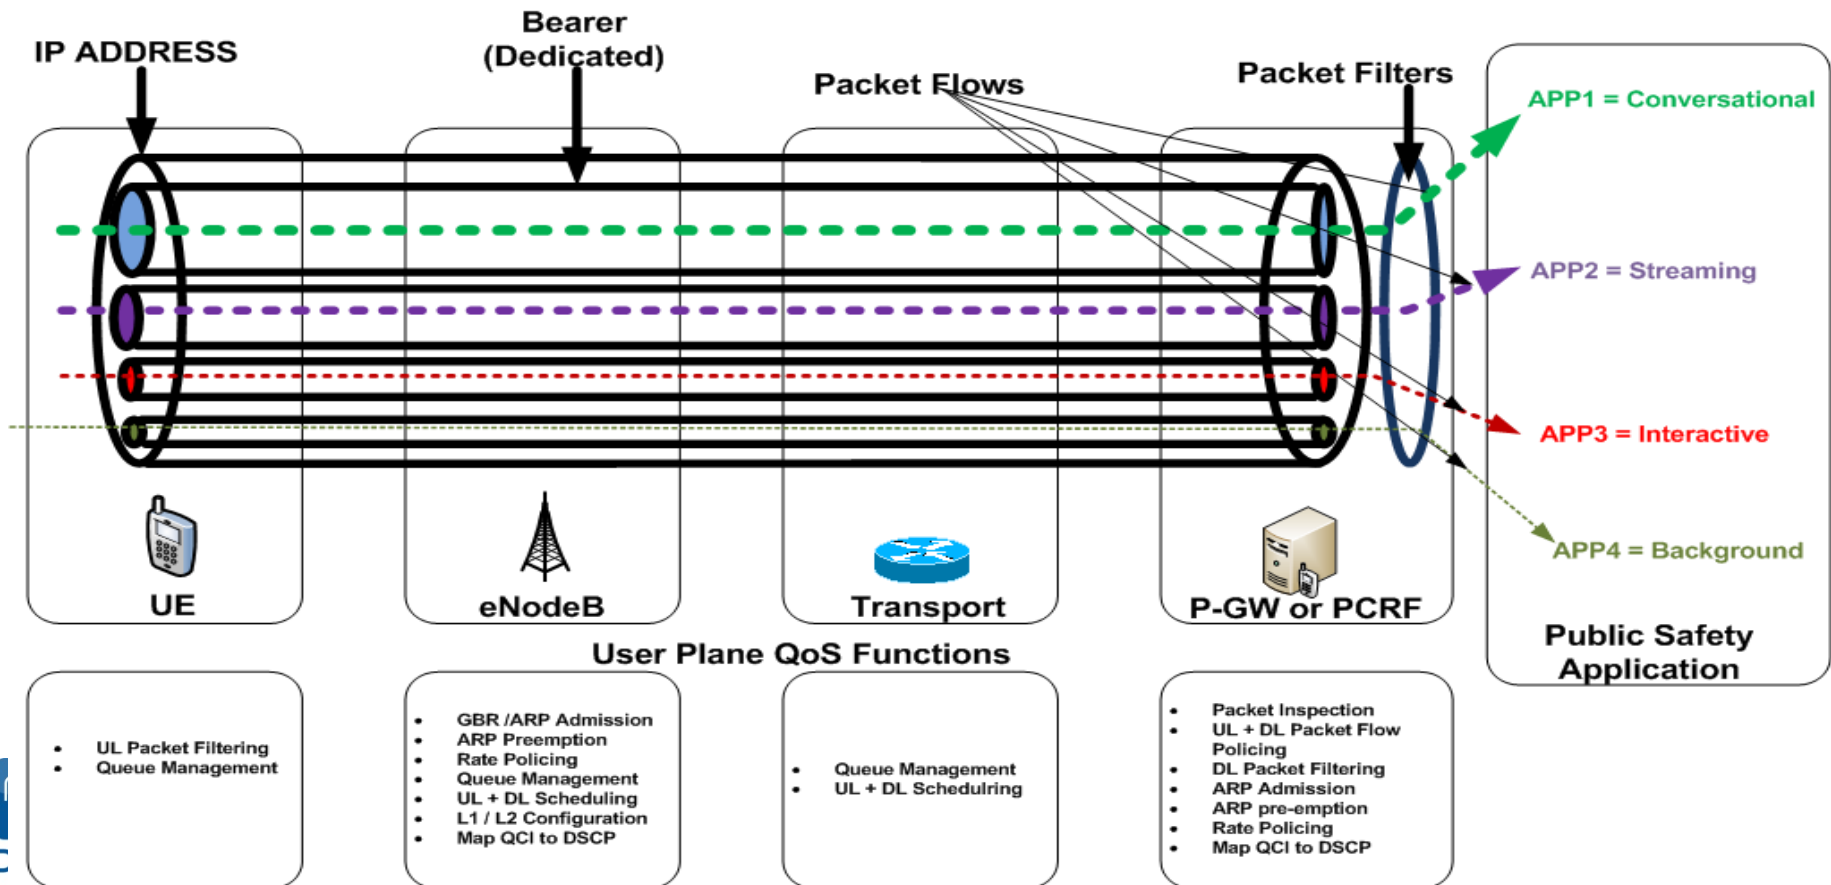 IP ADDRESS
Bearer
(Dedicated)
Packet Flows
Packet Filters
APP1 = Conversational
APP2 = Streaming
APP3 = Interactive
APP4 = Background
UE
eNodeB
Transport
P-GW or PCRF
Public Safety
Application
User Plane QoS Functions
• UL Packet Filtering
• Queue Management
• GBR /ARP Admission
• ARP Preemption
• Rate Policing
• Queue Management
• UL + DL Scheduling
• L1 / L2 Configuration
• Map QCI to DSCP
• Queue Management
• UL + DL Schedulring
• Packet Inspection
• UL + DL Packet Flow
Policing
• DL Packet Filtering
• ARP Admission
• ARP pre-emption
• Rate Policing
• Map QCI to DSCP